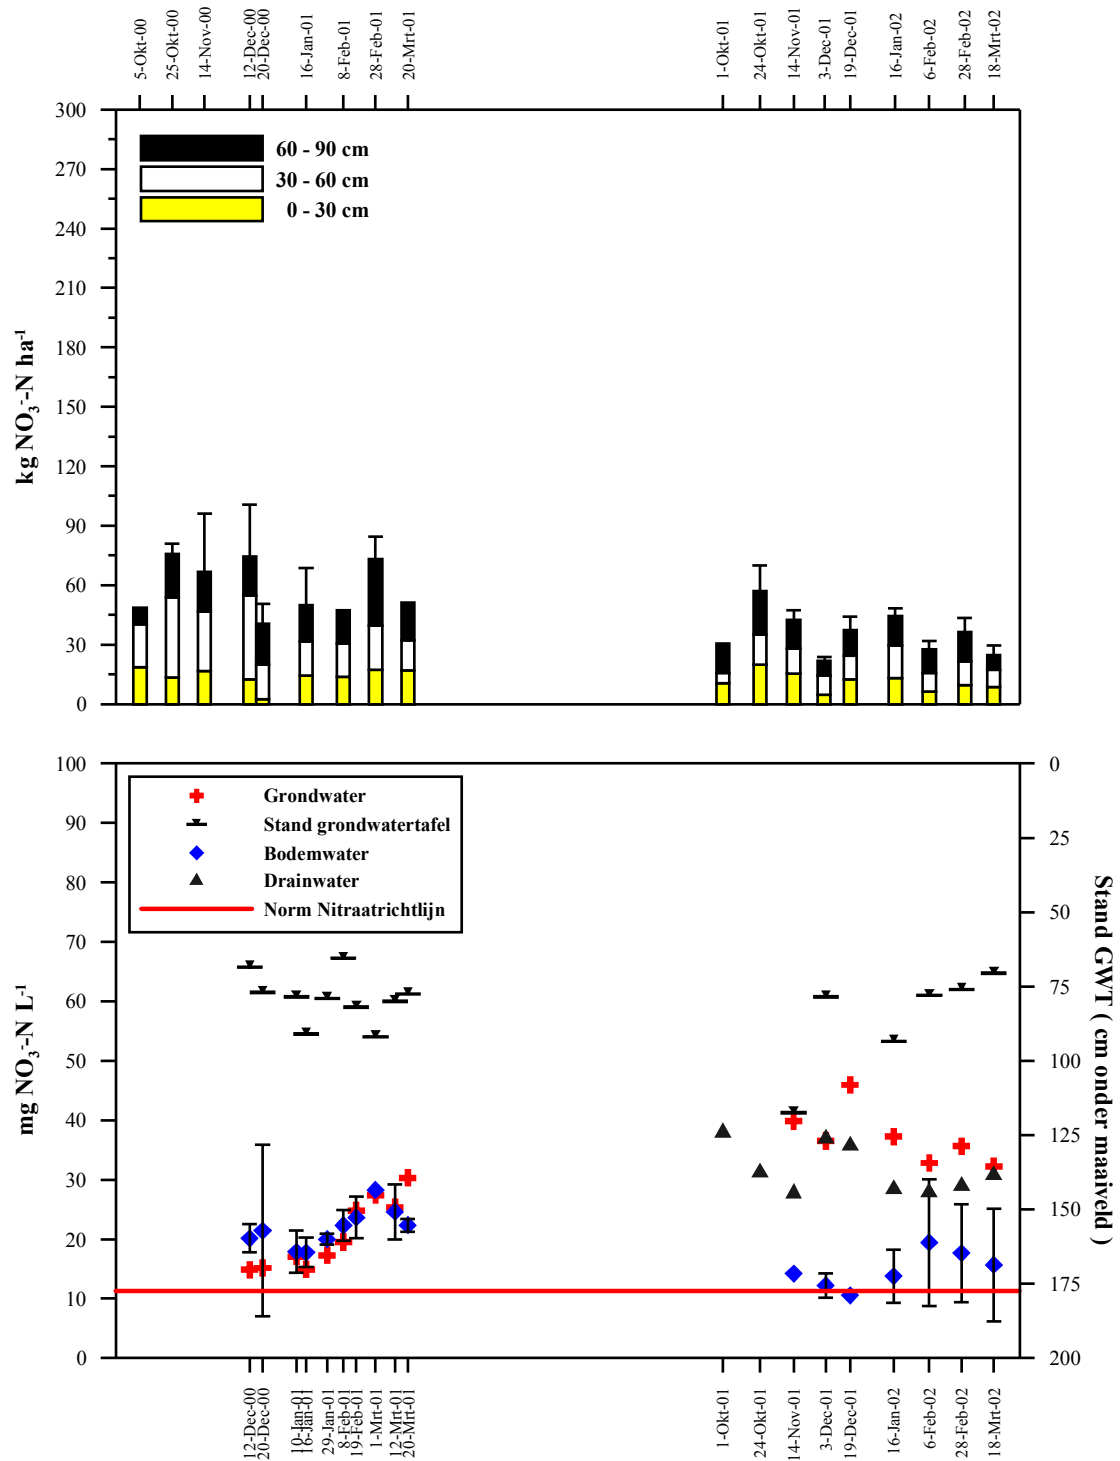 5-Okt-00
25-Okt-00
14-Nov-00
12-Dec-00
20-Dec-00
16-Jan-01
8-Feb-01
28-Feb-01
20-Mrt-01
1-Okt-01
24-Okt-01
14-Nov-01
3-Dec-01
19-Dec-01
16-Jan-02
6-Feb-02
28-Feb-02
18-Mrt-02
300
270
240
210
180
150
120
90
60
30
0
kg NO₃⁻-N ha⁻¹
60 - 90 cm
30 - 60 cm
0 - 30 cm
100
90
80
70
60
50
40
30
20
10
0
mg NO₃⁻-N L⁻¹
Grondwater
Stand grondwatertafel
Bodemwater
Drainwater
Norm Nitraatrichtlijn
0
25
50
75
100
125
150
175
200
Stand GWT ( cm onder maaiveld )
12-Dec-00
20-Dec-00
10-Jan-01
16-Jan-01
29-Jan-01
8-Feb-01
19-Feb-01
1-Mrt-01
12-Mrt-01
20-Mrt-01
1-Okt-01
24-Okt-01
14-Nov-01
3-Dec-01
19-Dec-01
16-Jan-02
6-Feb-02
28-Feb-02
18-Mrt-02